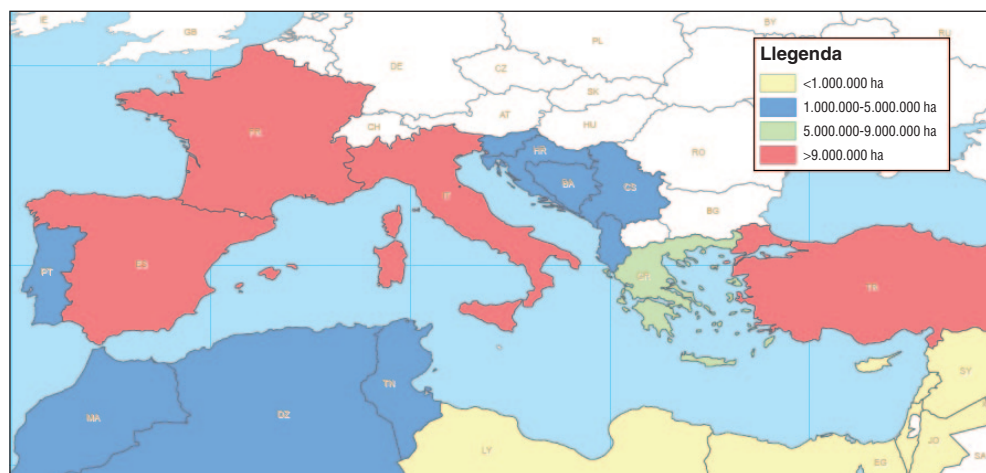 IE
GB
BY
RU
PL
DE
CZ
SK
AT
HU
CH
RO
FR
HR
BA
CS
IT
BG
PT
ES
GR
TR
SY
MA
DZ
TN
LY
EG
JO
SA
Llegenda
<1.000.000 ha
1.000.000-5.000.000 ha
5.000.000-9.000.000 ha
>9.000.000 ha